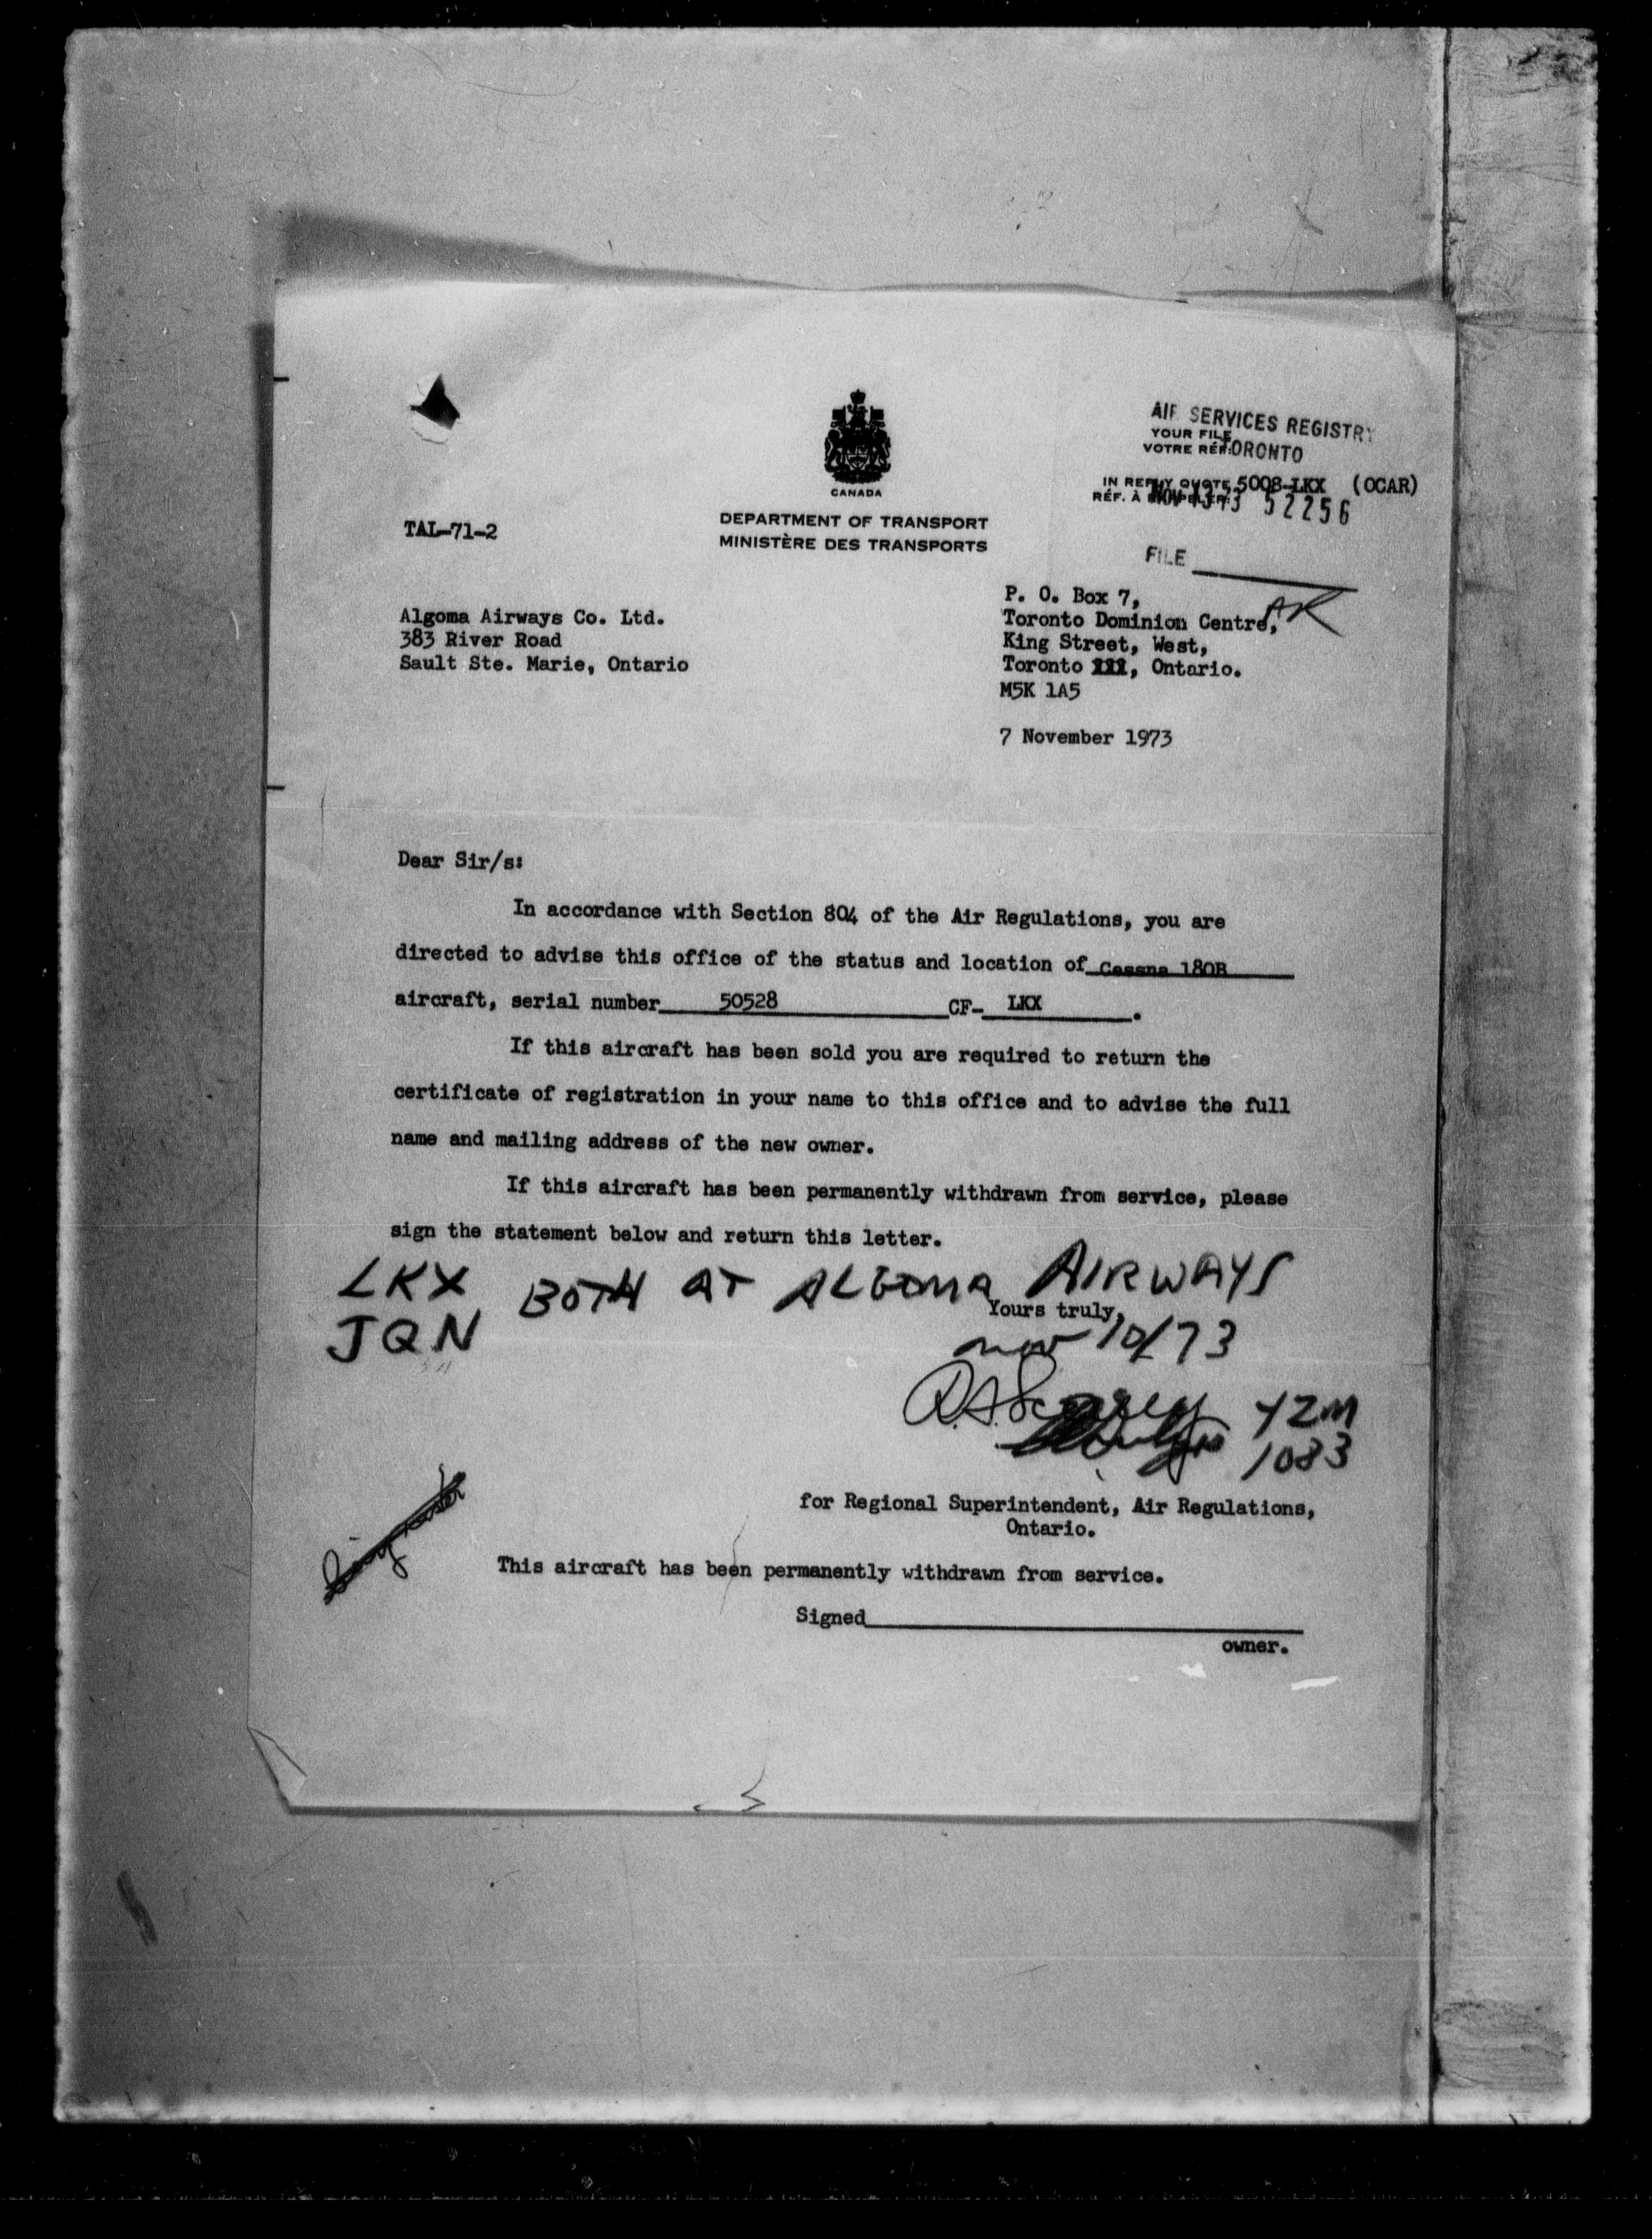 AIR SERVICES REGISTRY
YOUR FILE
VOTRE RÉF.
TORONTO
CANADA
IN REPLY QUOTE 5008-LKX (OCAR)
RÉF. À RAPPELER:
NOV 13 73 52256
DEPARTMENT OF TRANSPORT
MINISTÈRE DES TRANSPORTS
TAL-71-2
FILE
AR
P. O. Box 7,
Toronto Dominion Centre,
King Street, West,
Toronto 111, Ontario.
M5K 1A5
Algoma Airways Co. Ltd.
383 River Road
Sault Ste. Marie, Ontario
7 November 1973
Dear Sir/s:
In accordance with Section 804 of the Air Regulations, you are
directed to advise this office of the status and location of Cessna 180B
aircraft, serial number 50528 CF- LKX.
If this aircraft has been sold you are required to return the
certificate of registration in your name to this office and to advise the full
name and mailing address of the new owner.
If this aircraft has been permanently withdrawn from service, please
sign the statement below and return this letter.
LKX BOTH AT ALGOMA AIRWAYS
JQN
Yours truly,
nov 10/73
YZM
1083
for Regional Superintendent, Air Regulations,
Ontario.
This aircraft has been permanently withdrawn from service.
Signed
owner.